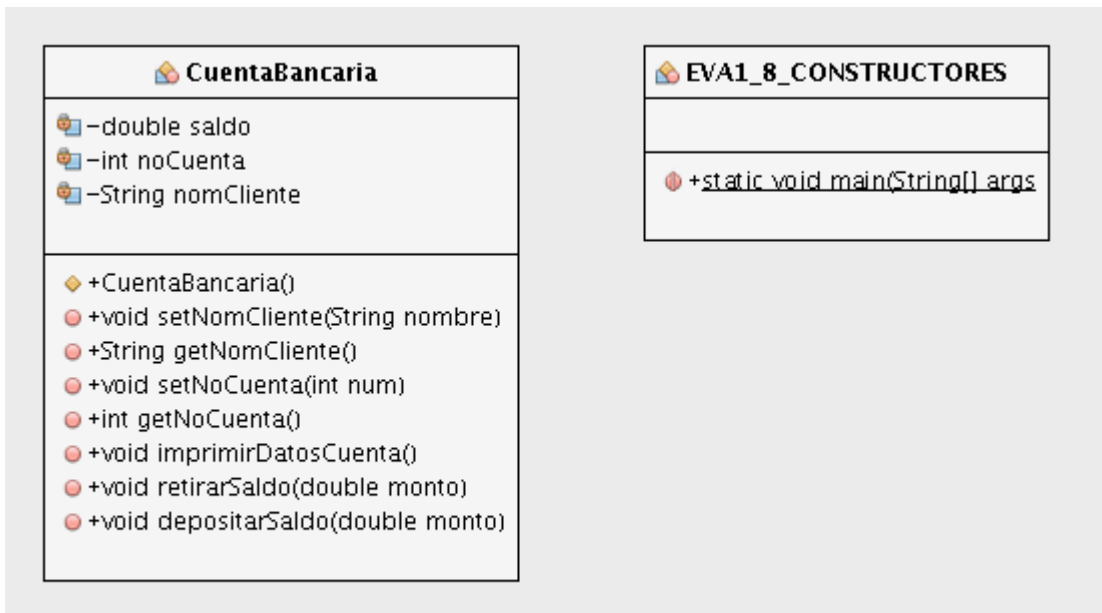 CuentaBancaria
–double saldo
–int noCuenta
–String nomCliente
+CuentaBancaria()
+void setNomCliente(String nombre)
+String getNomCliente()
+void setNoCuenta(int num)
+int getNoCuenta()
+void imprimirDatosCuenta()
+void retirarSaldo(double monto)
+void depositarSaldo(double monto)
EVA1_8_CONSTRUCTORES
+static void main(String[] args